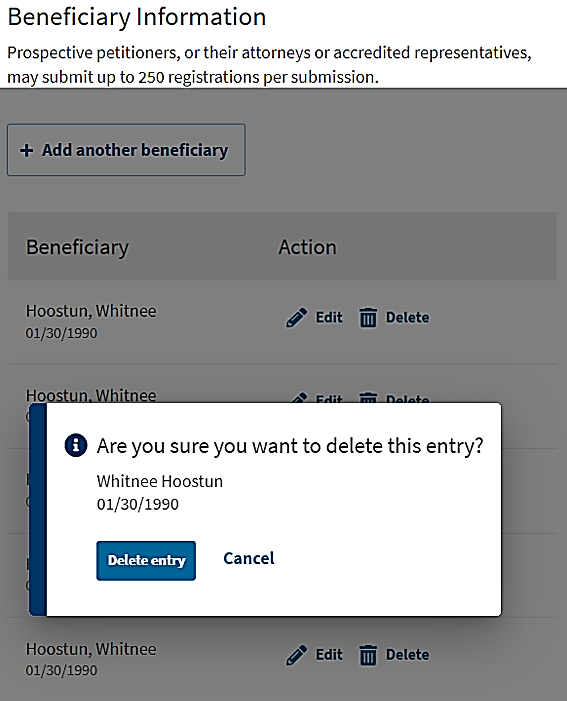 Beneficiary Information
Prospective petitioners, or their attorneys or accredited representatives,
may submit up to 250 registrations per submission.
+ Add another beneficiary
Beneficiary Action
Hoostun, Whitnee Edit Delete
01/30/1990
Hoostun, Whitnee Edit Delete
Are you sure you want to delete this entry?
Whitnee Hoostun
01/30/1990
Delete entry Cancel
Hoostun, Whitnee Edit Delete
01/30/1990